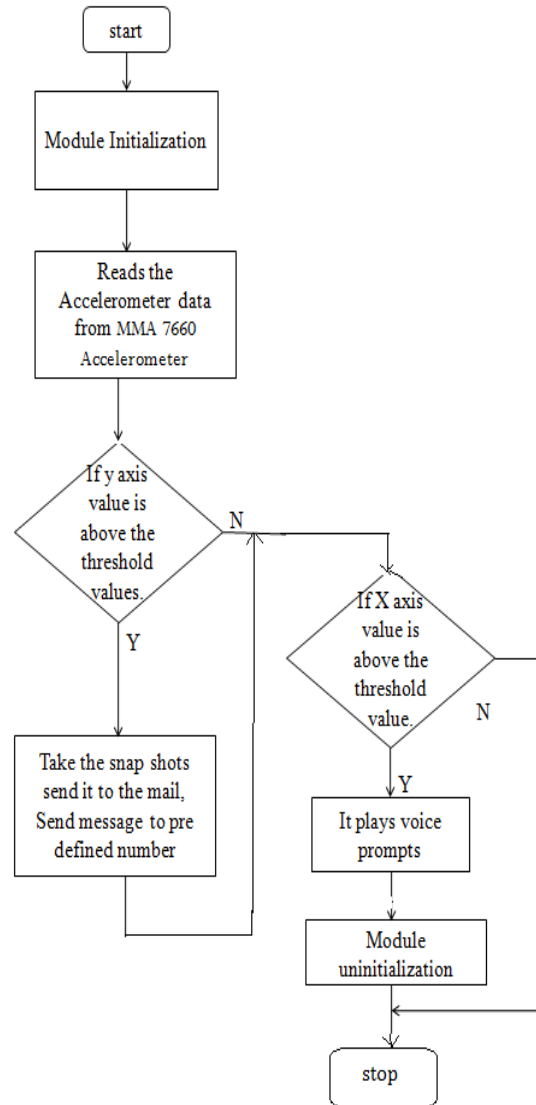 start
Module Initialization
Reads the
Accelerometer data
from MMA 7660
Accelerometer
If y axis
value is
above the
threshold
values.
N
Y
Take the snap shots
send it to the mail,
Send message to pre
defined number
If X axis
value is
above the
threshold
value.
N
Y
It plays voice
prompts
Module
uninitialization
stop